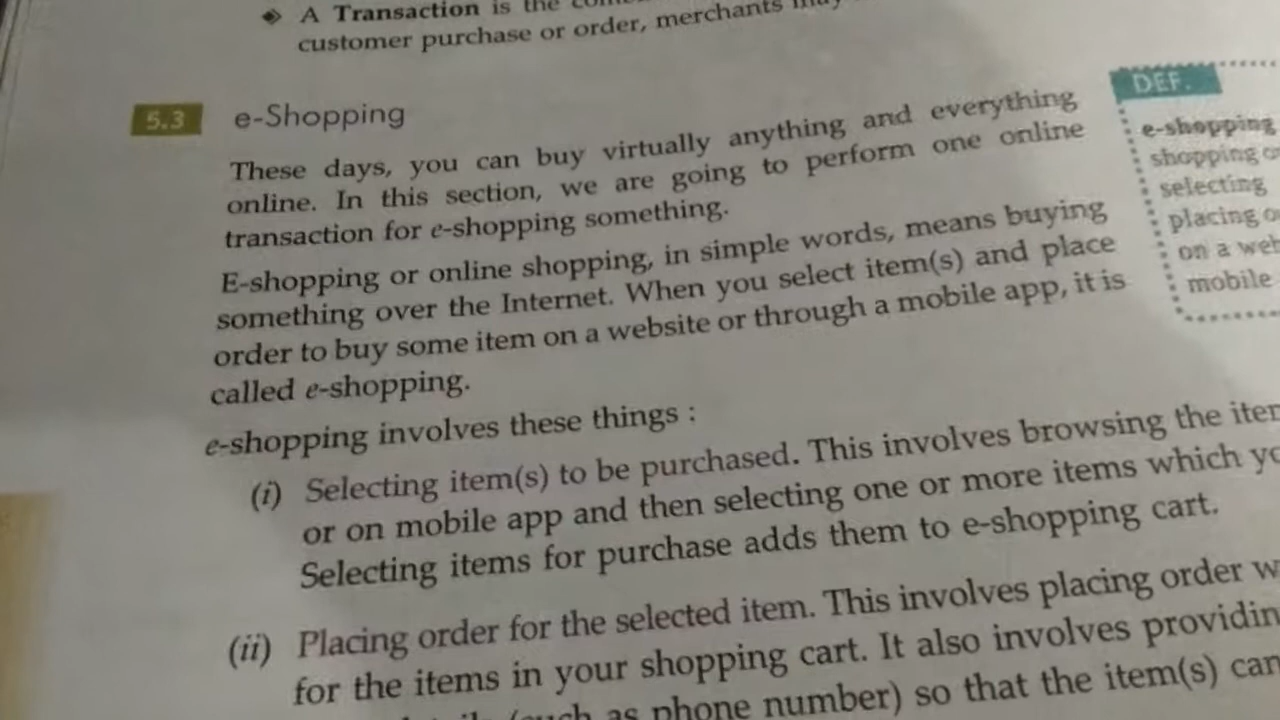 A Transaction is the
customer purchase or order, merchants may
5.3 e-Shopping
These days, you can buy virtually anything and everything
online. In this section, we are going to perform one online
transaction for e-shopping something.
E-shopping or online shopping, in simple words, means buying
something over the Internet. When you select item(s) and place
order to buy some item on a website or through a mobile app, it is
called e-shopping.
e-shopping involves these things :
(i) Selecting item(s) to be purchased. This involves browsing the
or on mobile app and then selecting one or more items which
Selecting items for purchase adds them to e-shopping cart.
(ii) Placing order for the selected item. This involves placing order
for the items in your shopping cart. It also involves
(such as phone number) so that the item(s) can
DEF.
e-shopping
shopping
selecting
placing
on a
mobile